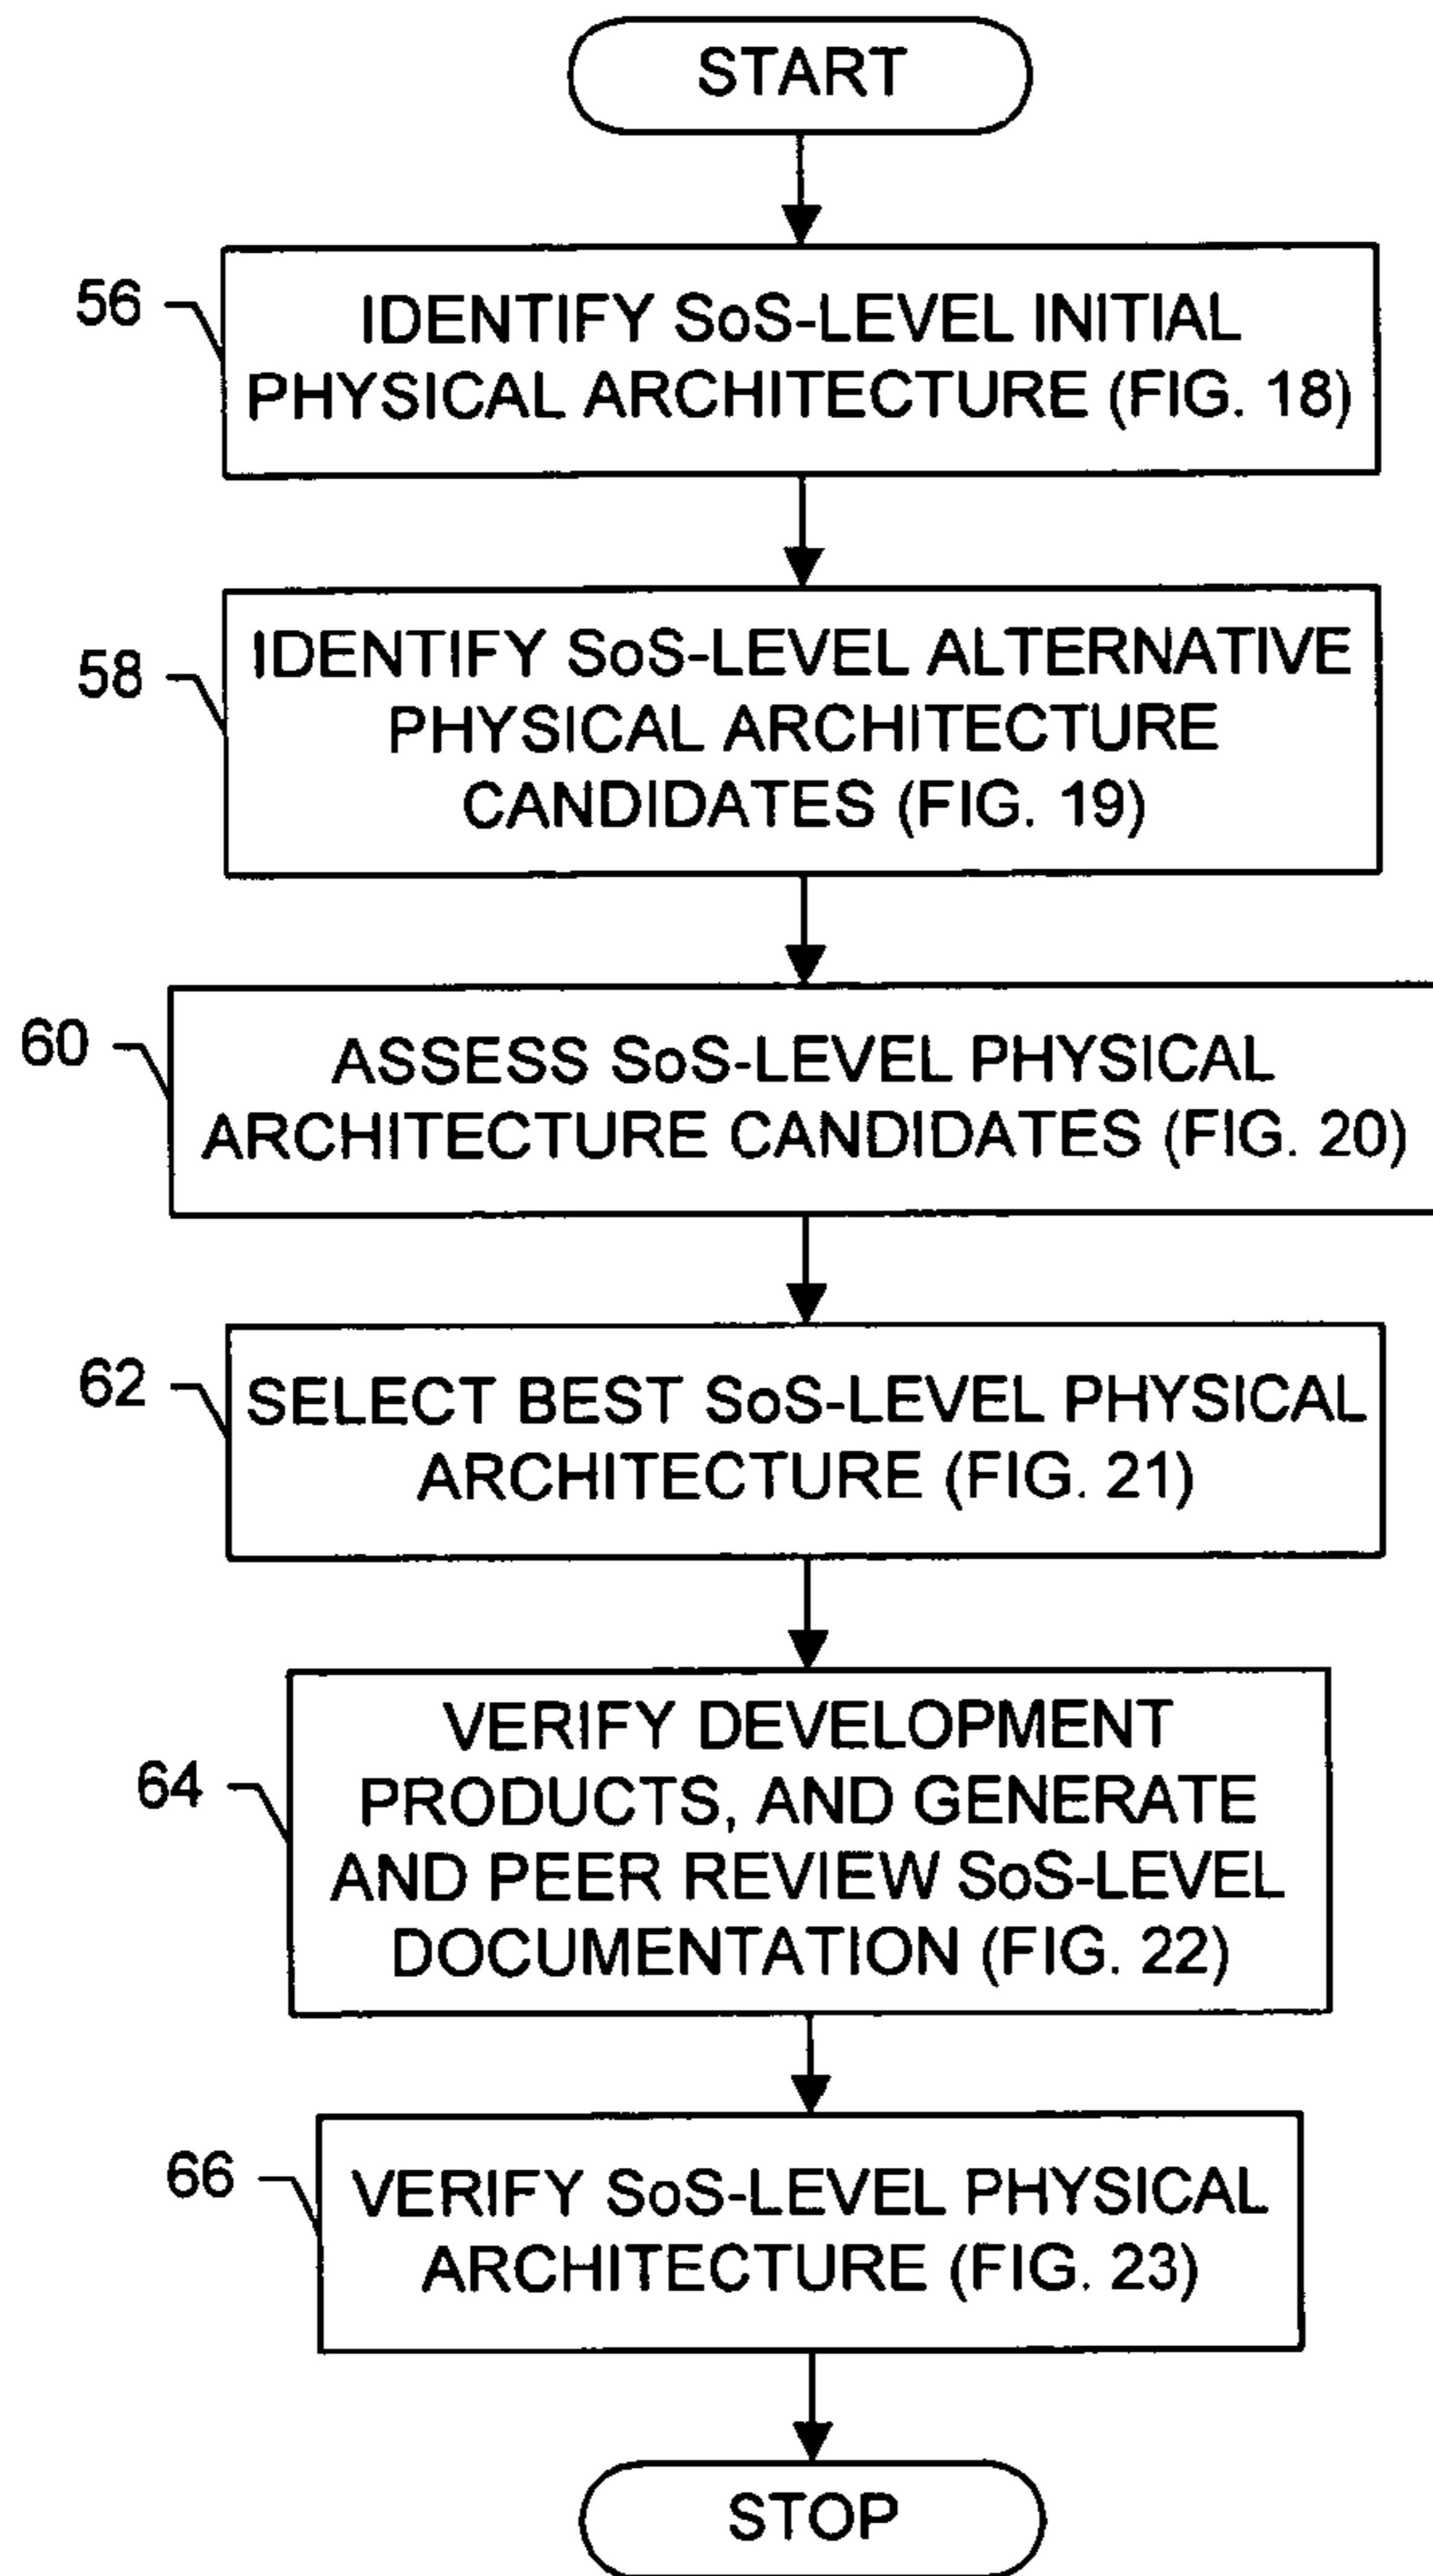 START
56
IDENTIFY SoS-LEVEL INITIAL
PHYSICAL ARCHITECTURE (FIG. 18)
58
IDENTIFY SoS-LEVEL ALTERNATIVE
PHYSICAL ARCHITECTURE
CANDIDATES (FIG. 19)
60
ASSESS SoS-LEVEL PHYSICAL
ARCHITECTURE CANDIDATES (FIG. 20)
62
SELECT BEST SoS-LEVEL PHYSICAL
ARCHITECTURE (FIG. 21)
64
VERIFY DEVELOPMENT
PRODUCTS, AND GENERATE
AND PEER REVIEW SoS-LEVEL
DOCUMENTATION (FIG. 22)
66
VERIFY SoS-LEVEL PHYSICAL
ARCHITECTURE (FIG. 23)
STOP